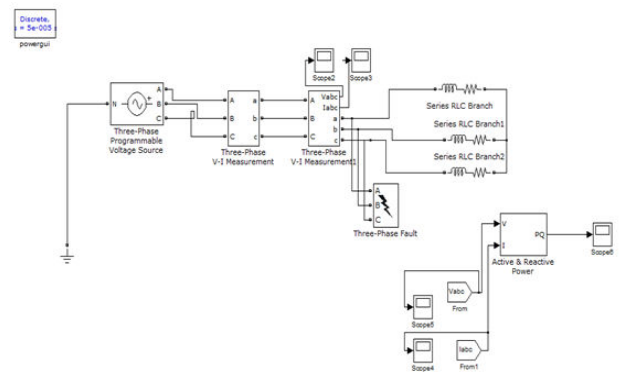 Discrete,
= 5e-005
powergui
Scope2
Scope3
N
A
B
C
Three-Phase
Programmable
Voltage Source
A
B
C
a
b
c
Three-Phase
V-I Measurement
A
B
C
Vabc
Iabc
a
b
c
Three-Phase
V-I Measurement1
Series RLC Branch
Series RLC Branch1
Series RLC Branch2
A
B
C
Three-Phase Fault
V
I
PQ
Active & Reactive
Power
Scope6
Scope5
Vabc
From
Scope4
Iabc
From1